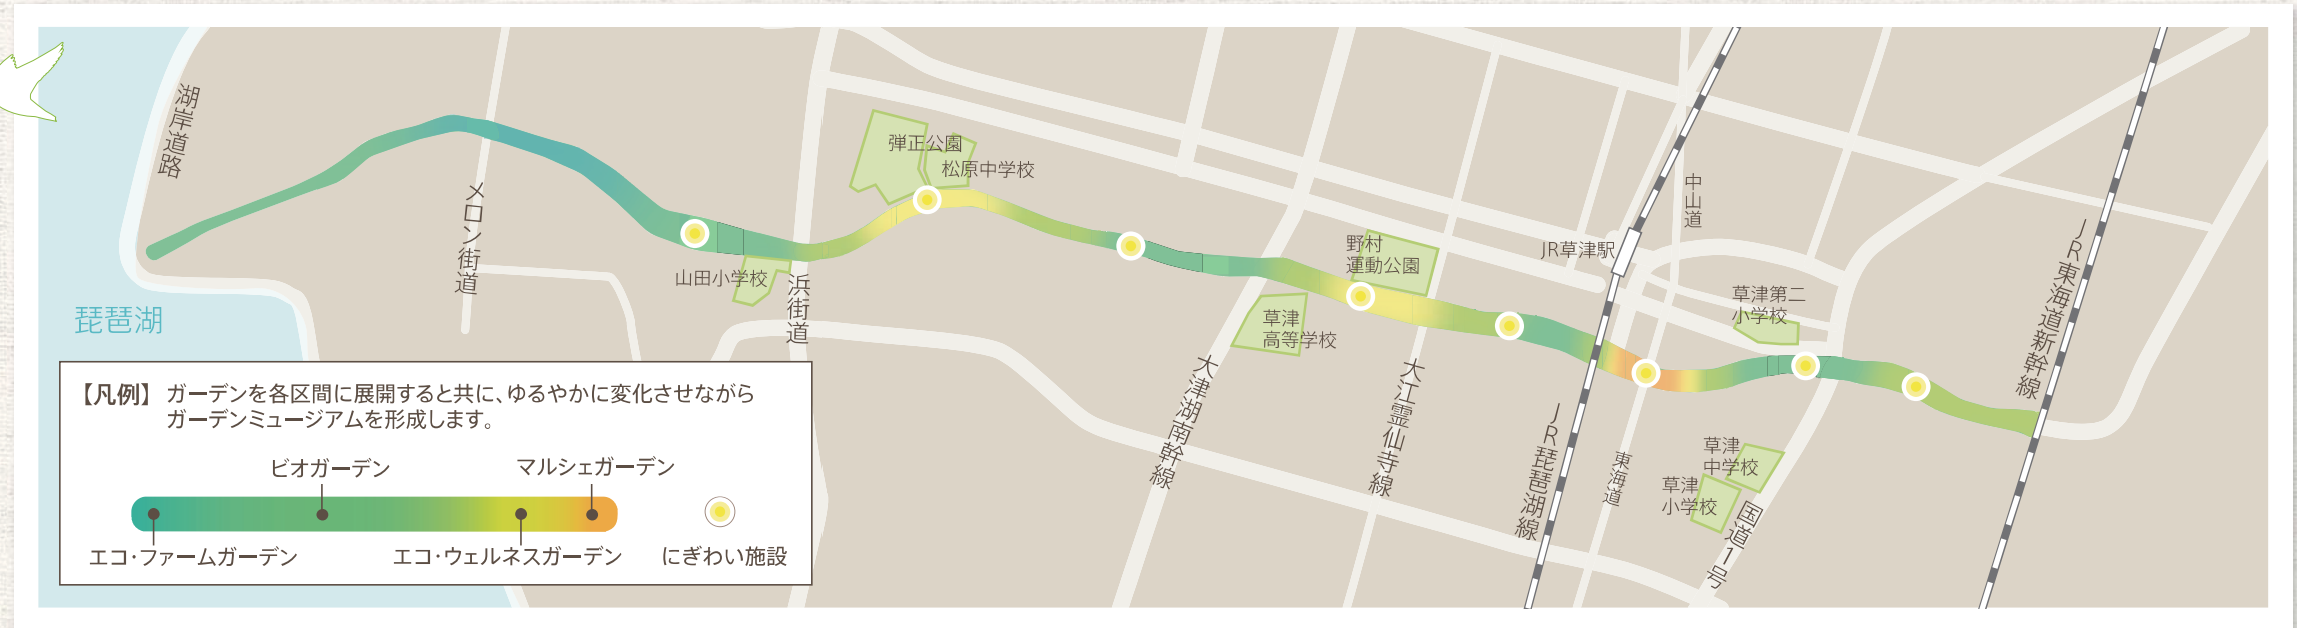 湖岸道路
メロン街道
琵琶湖
弾正公園
松原中学校
山田小学校
浜街道
野村
運動公園
草津
高等学校
大津湖南幹線
大江霊仙寺線
JR草津駅
中山道
草津第二
小学校
JR琵琶湖線
東海道
草津
中学校
草津
小学校
国道1号
JR東海道新幹線
【凡例】 ガーデンを各区間に展開すると共に、ゆるやかに変化させながら
ガーデンミュージアムを形成します。
ビオガーデン
マルシェガーデン
エコ・ファームガーデン
エコ・ウェルネスガーデン
にぎわい施設